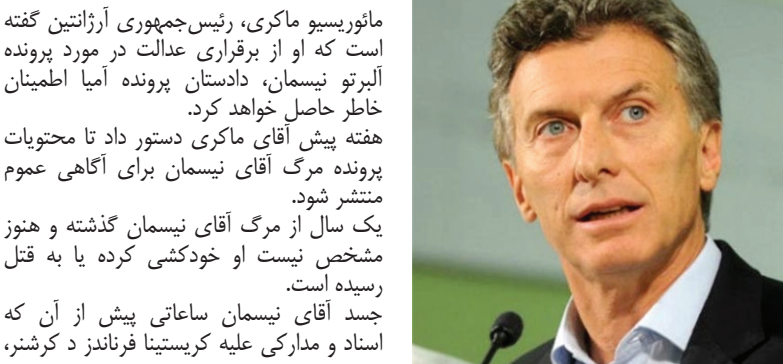 مائوریسیو ماکری، رئیس‌جمهوری آرژانتین گفته
است که او از برقراری عدالت در مورد پرونده
آلبرتو نیسمان، دادستان پرونده آمیا اطمینان
خاطر حاصل خواهد کرد.
هفته پیش آقای ماکری دستور داد تا محتویات
پرونده مرگ آقای نیسمان برای آگاهی عموم
منتشر شود.
یک سال از مرگ آقای نیسمان گذشته و هنوز
مشخص نیست او خودکشی کرده یا به قتل
رسیده است.
جسد آقای نیسمان ساعاتی پیش از آن که
اسناد و مدارکی علیه کریستینا فرناندز د کرشنر،